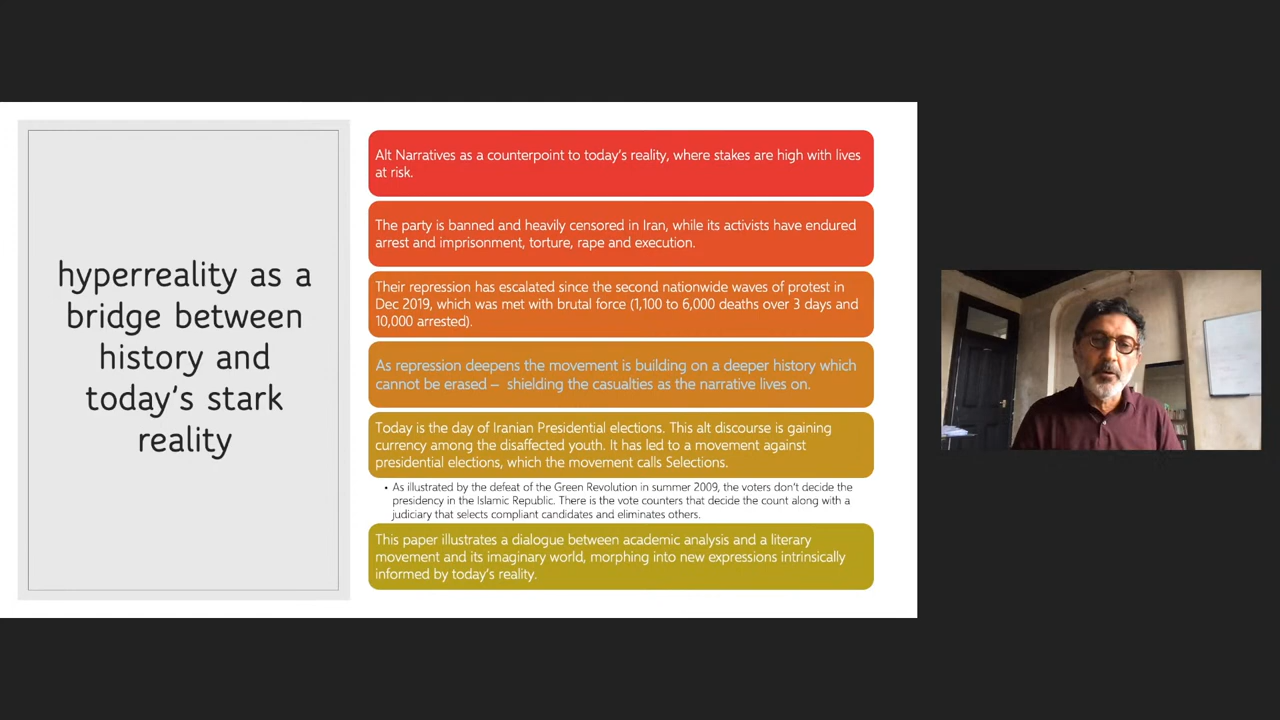 hyperreality as a
bridge between
history and
today's stark
reality
Alt Narratives as a counterpoint to today's reality, where stakes are high with lives
at risk.
The party is banned and heavily censored in Iran, while its activists have endured
arrest and imprisonment, torture, rape and execution.
Their repression has escalated since the second nationwide waves of protest in
Dec 2019, which was met with brutal force (1,100 to 6,000 deaths over 3 days and
10,000 arrested).
As repression deepens the movement is building on a deeper history which
cannot be erased – shielding the casualties as the narrative lives on.
Today is the day of Iranian Presidential elections. This alt discourse is gaining
currency among the disaffected youth. It has led to a movement against
presidential elections, which the movement calls Selections.
• As illustrated by the defeat of the Green Revolution in summer 2009, the voters don't decide the
presidency in the Islamic Republic. There is the vote counters that decide the count along with a
judiciary that selects compliant candidates and eliminates others.
This paper illustrates a dialogue between academic analysis and a literary
movement and its imaginary world, morphing into new expressions intrinsically
informed by today's reality.